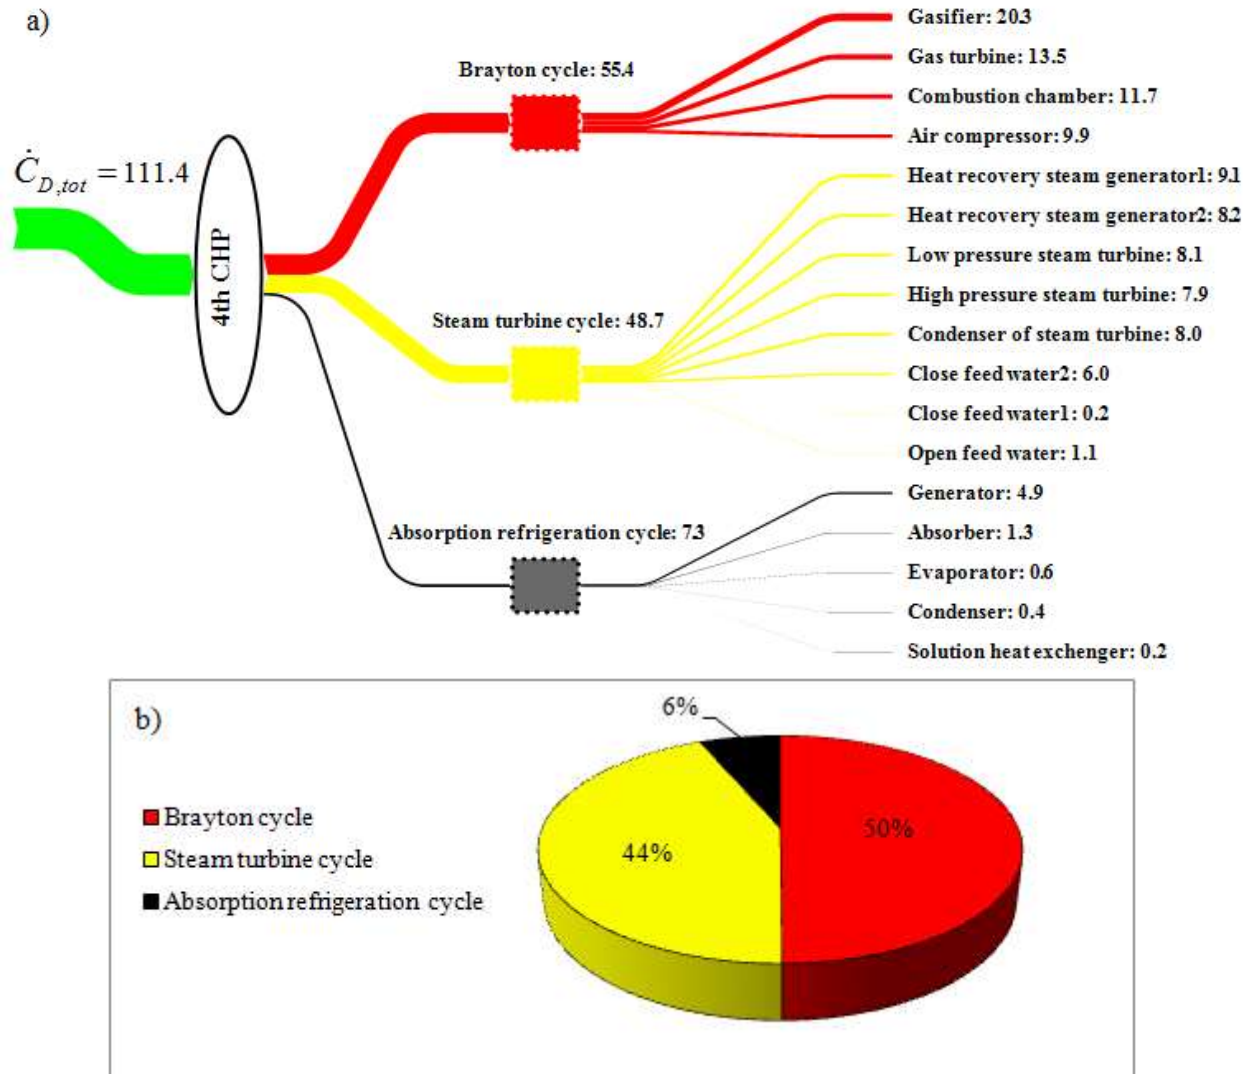 a)
Brayton cycle: 55.4
Gasifier: 20.3
Gas turbine: 13.5
Combustion chamber: 11.7
Air compressor: 9.9
Ċ_{D,tot} = 111.4
4th CHP
Steam turbine cycle: 48.7
Heat recovery steam generator1: 9.1
Heat recovery steam generator2: 8.2
Low pressure steam turbine: 8.1
High pressure steam turbine: 7.9
Condenser of steam turbine: 8.0
Close feed water2: 6.0
Close feed water1: 0.2
Open feed water: 1.1
Absorption refrigeration cycle: 7.3
Generator: 4.9
Absorber: 1.3
Evaporator: 0.6
Condenser: 0.4
Solution heat exchenger: 0.2
b)
Brayton cycle
Steam turbine cycle
Absorption refrigeration cycle
6%
44%
50%